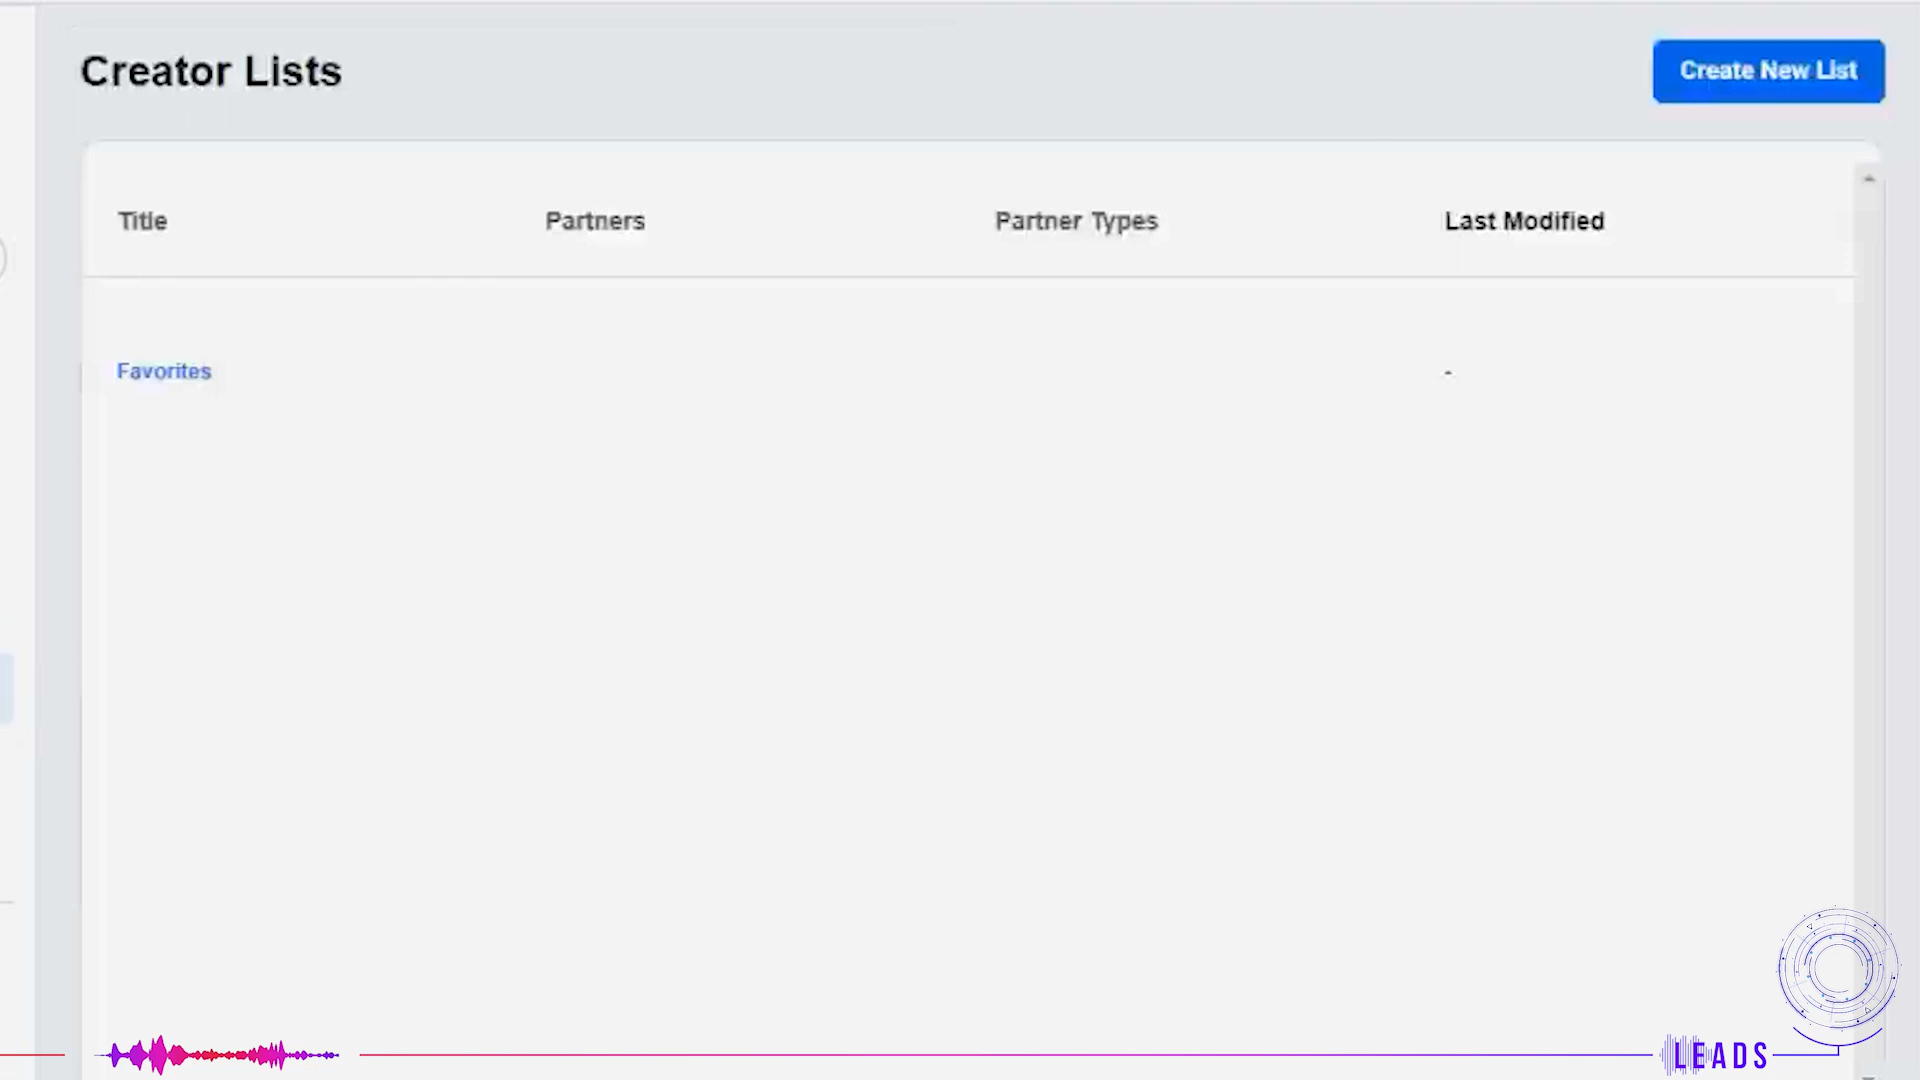 Creator Lists
Create New List
Title Partners Partner Types Last Modified
Favorites -
LEADS